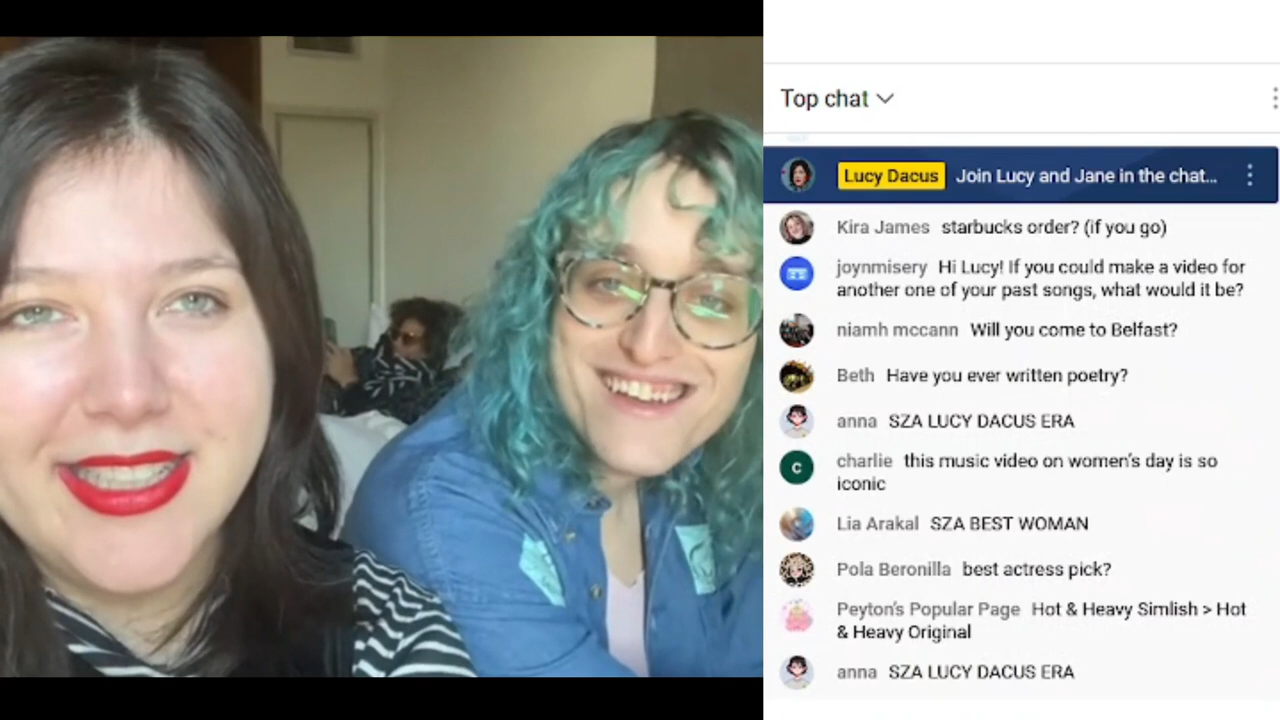 Top chat
Lucy Dacus Join Lucy and Jane in the chat...
Kira James starbucks order? (if you go)
joynmisery Hi Lucy! If you could make a video for
another one of your past songs, what would it be?
niamh mccann Will you come to Belfast?
Beth Have you ever written poetry?
anna SZA LUCY DACUS ERA
C charlie this music video on women's day is so
iconic
Lia Arakal SZA BEST WOMAN
Pola Beronilla best actress pick?
Peyton's Popular Page Hot & Heavy Simlish > Hot
& Heavy Original
anna SZA LUCY DACUS ERA